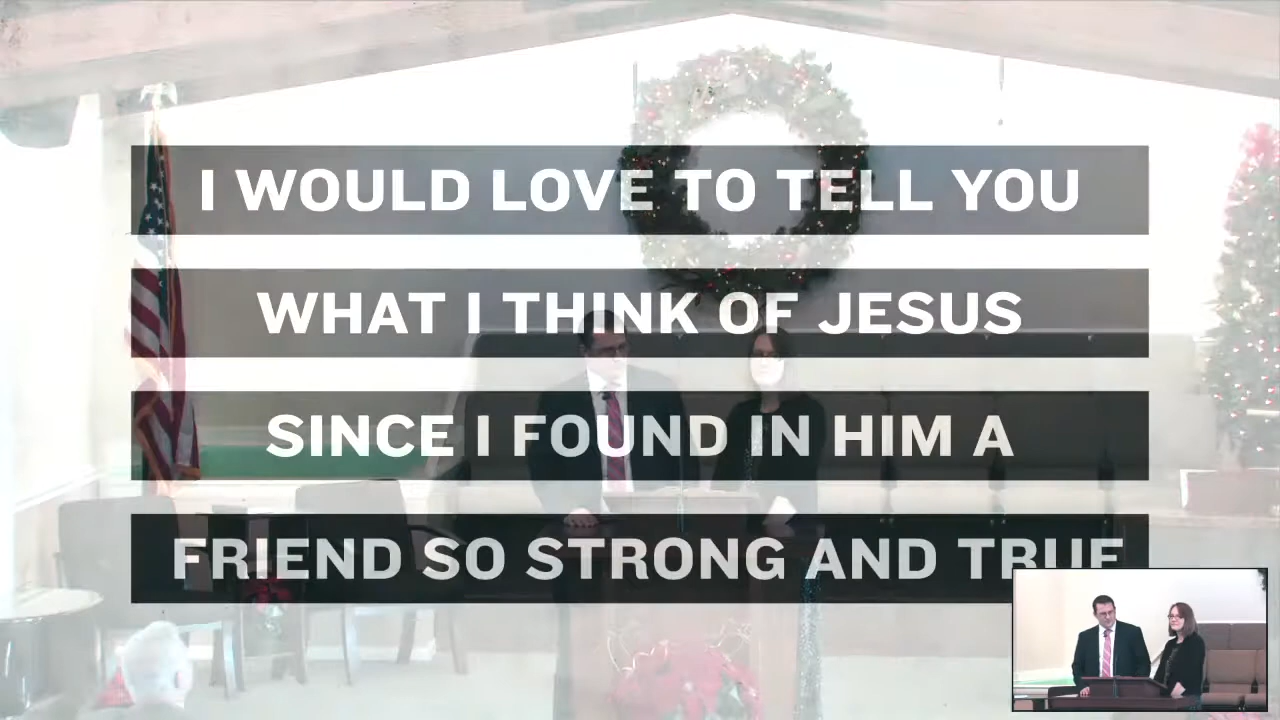 I WOULD LOVE TO TELL YOU
WHAT I THINK OF JESUS
SINCE I FOUND IN HIM A
FRIEND SO STRONG AND TRUE